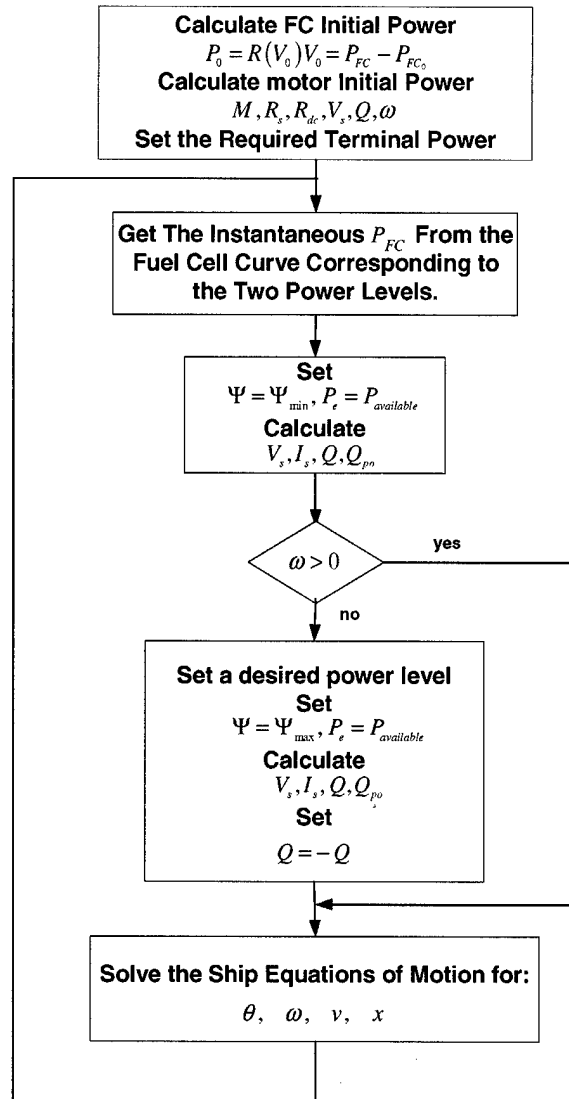 Calculate FC Initial Power
P₀ = R(V₀)V₀ = P_FC − P_FC₀
Calculate motor Initial Power
M, R_s, R_dc, V_s, Q, ω
Set the Required Terminal Power
Get The Instantaneous P_FC From the
Fuel Cell Curve Corresponding to
the Two Power Levels.
Set
Ψ = Ψ_min, P_e = P_available
Calculate
V_s, I_s, Q, Q_po
ω > 0
yes
no
Set a desired power level
Set
Ψ = Ψ_max, P_e = P_available
Calculate
V_s, I_s, Q, Q_po
Set
Q = −Q
Solve the Ship Equations of Motion for:
θ, ω, v, x